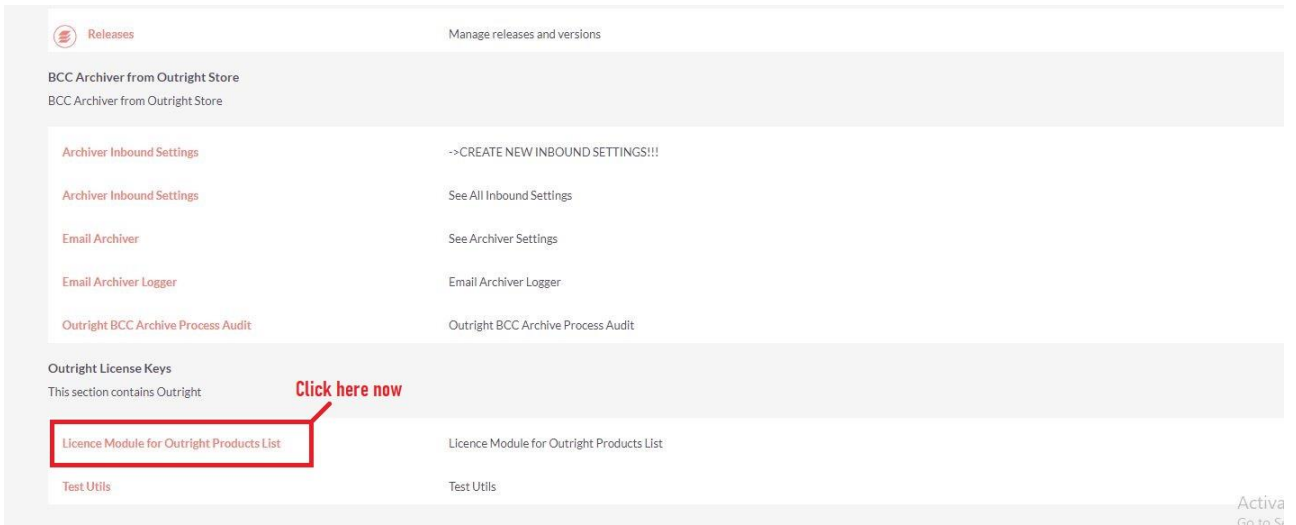 Releases Manage releases and versions
BCC Archiver from Outright Store
BCC Archiver from Outright Store
Archiver Inbound Settings ->CREATE NEW INBOUND SETTINGS!!!
Archiver Inbound Settings See All Inbound Settings
Email Archiver See Archiver Settings
Email Archiver Logger Email Archiver Logger
Outright BCC Archive Process Audit Outright BCC Archive Process Audit
Outright License Keys
This section contains Outright
Click here now
Licence Module for Outright Products List Licence Module for Outright Products List
Test Utils Test Utils
Activa
Go to S